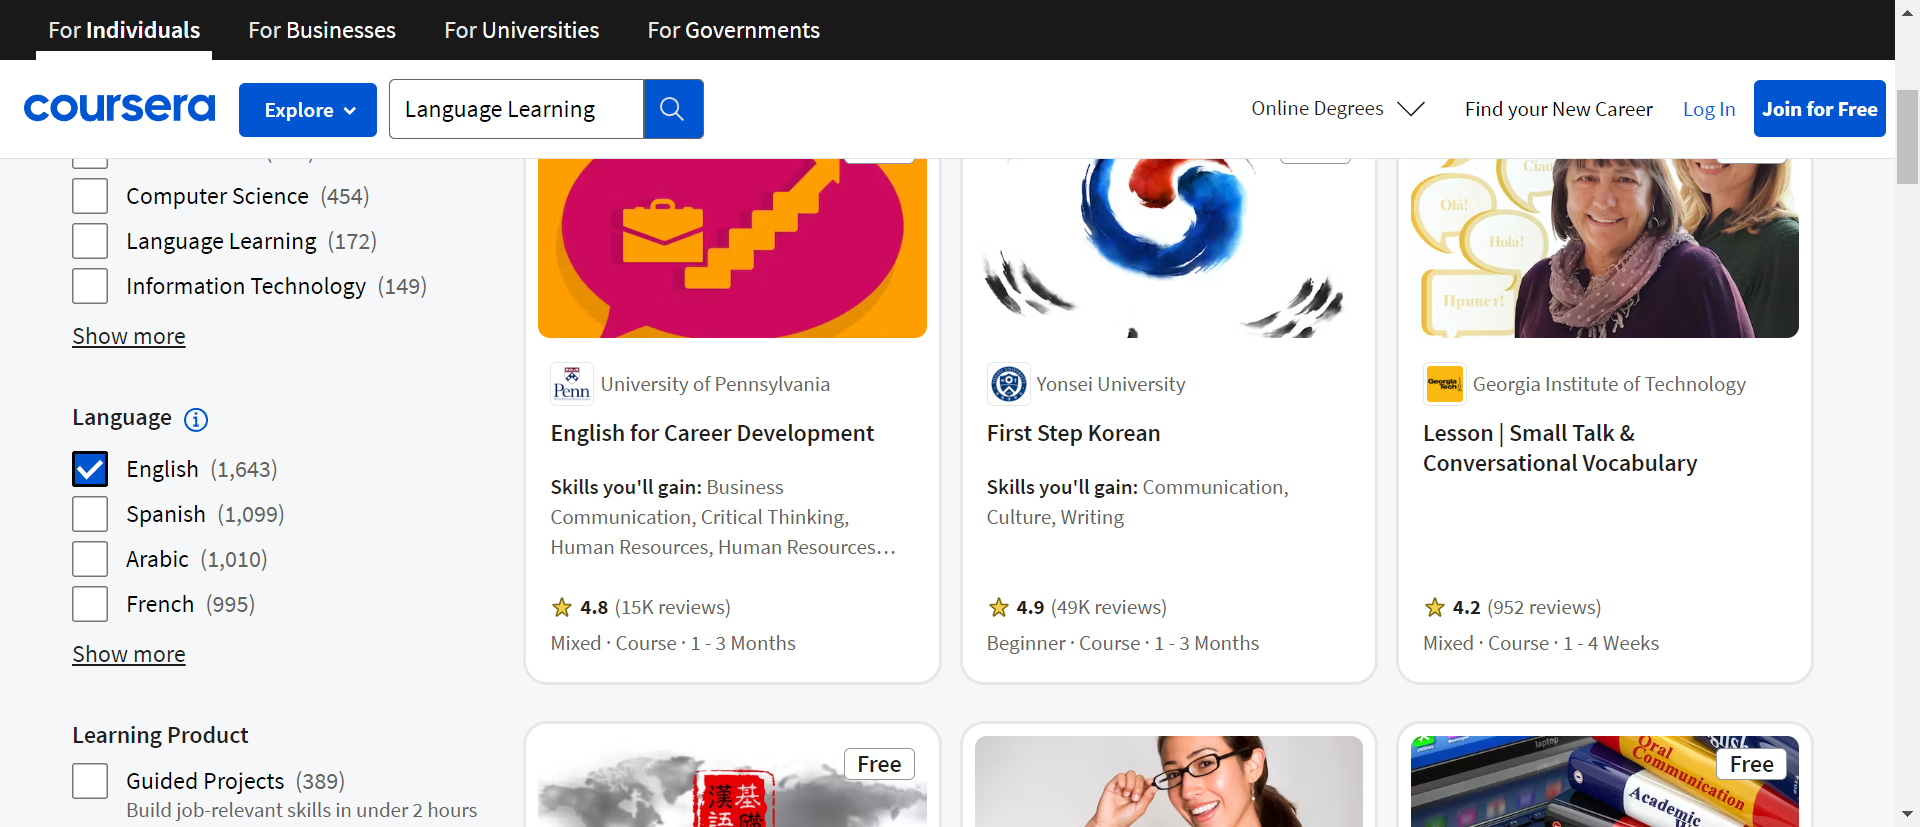 For Individuals
For Businesses
For Universities
For Governments
coursera
Explore
Language Learning
Online Degrees
Find your New Career
Log In
Join for Free
Computer Science (454)
Language Learning (172)
Information Technology (149)
Show more
Language
English (1,643)
Spanish (1,099)
Arabic (1,010)
French (995)
Show more
Learning Product
Guided Projects (389)
Build job-relevant skills in under 2 hours
Penn
University of Pennsylvania
English for Career Development
Skills you'll gain: Business
Communication, Critical Thinking,
Human Resources, Human Resources…
4.8 (15K reviews)
Mixed · Course · 1 - 3 Months
Yonsei University
First Step Korean
Skills you'll gain: Communication,
Culture, Writing
4.9 (49K reviews)
Beginner · Course · 1 - 3 Months
Ciao
Olá!
Hola!
Привет!
Georgia
Tech
Georgia Institute of Technology
Lesson | Small Talk &
Conversational Vocabulary
4.2 (952 reviews)
Mixed · Course · 1 - 4 Weeks
Free
漢基
語礎
Free
laptop
Oral
Communication
Academic